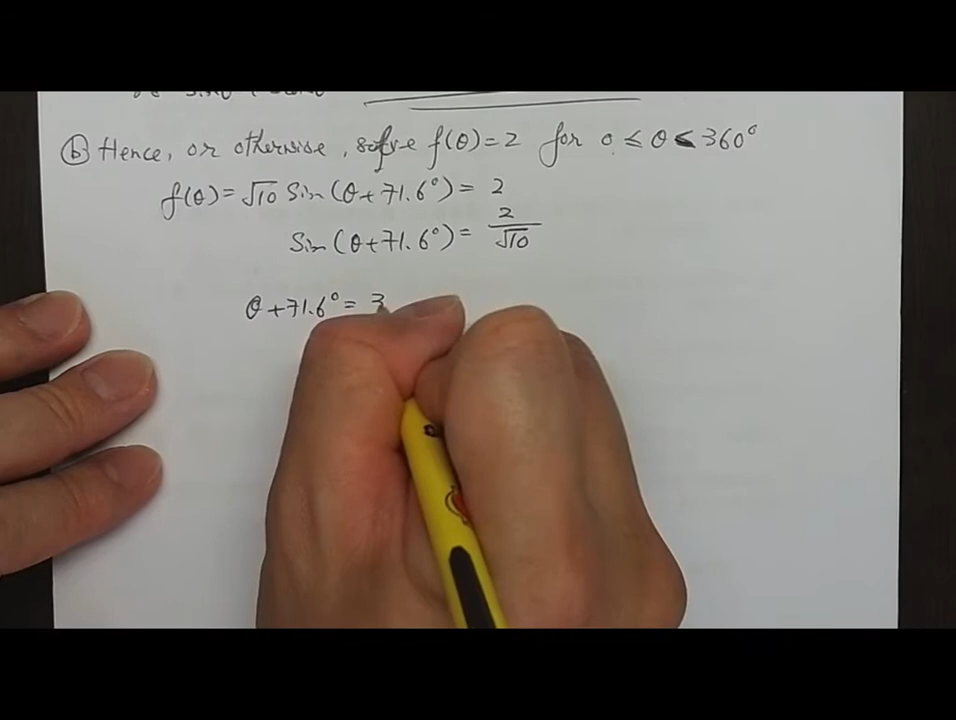 ⓑ Hence, or otherwise, solve f(θ)=2 for 0 ≤ θ < 360°
f(θ)= √10 Sin(θ+71.6°)= 2
Sin(θ+71.6°)= 2/√10
θ+71.6°= 3